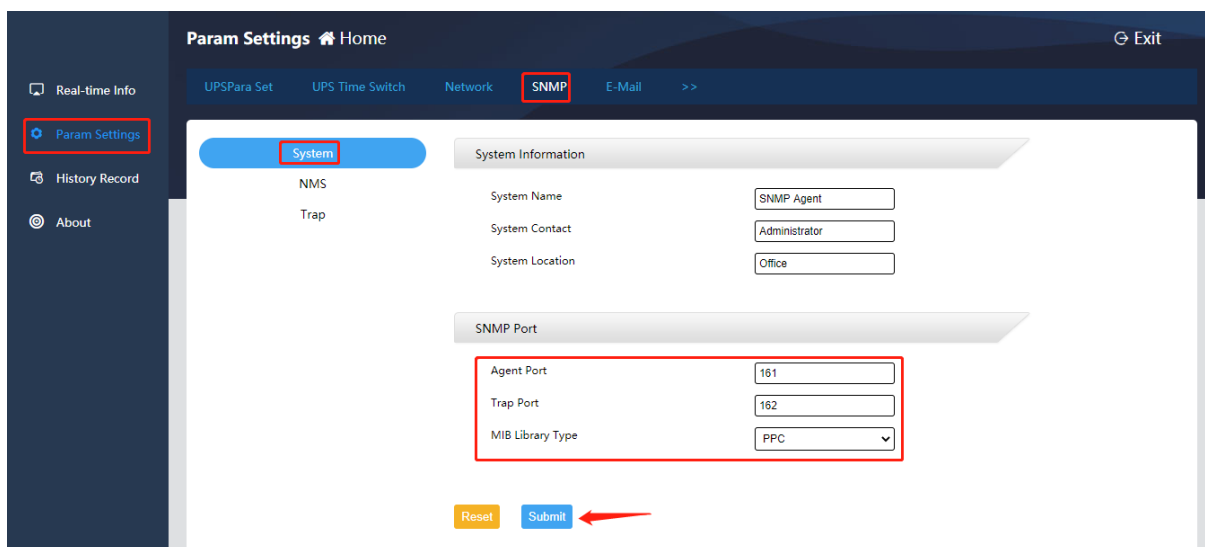 Param Settings Home Exit
Real-time Info
Param Settings
History Record
About
UPSPara Set UPS Time Switch Network SNMP E-Mail >>
System
NMS
Trap
System Information
System Name SNMP Agent
System Contact Administrator
System Location Office
SNMP Port
Agent Port 161
Trap Port 162
MIB Library Type PPC
Reset Submit